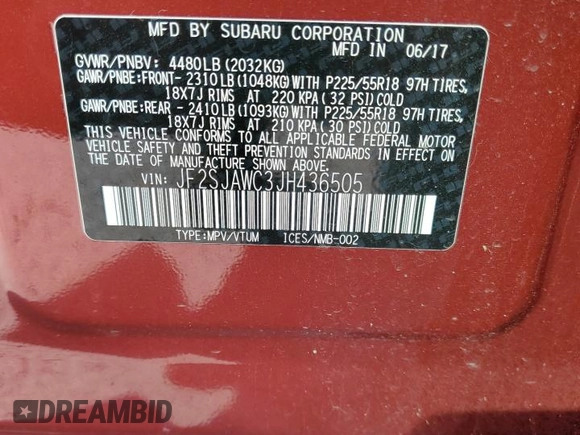 MFD BY SUBARU CORPORATION
MFD IN 06/17
GVWR/PNBV: 4480LB (2032KG)
GAWR/PNBE:FRONT- 2310LB (1048KG) WITH P225/55R18 97H TIRES,
18X7J RIMS AT 220 KPA (32 PSI) COLD
GAWR/PNBE:REAR - 2410LB (1093KG) WITH P225/55R18 97H TIRES,
18X7J RIMS AT 210 KPA (30 PSI) COLD
THIS VEHICLE CONFORMS TO ALL APPLICABLE FEDERAL MOTOR
VEHICLE SAFETY AND THEFT PREVENTION STANDARDS IN EFFECT
ON THE DATE OF MANUFACTURE SHOWN ABOVE.
VIN: JF2SJAWC3JH436505
TYPE:MPV/VTUM ICES/NMB-002
DREAMBID